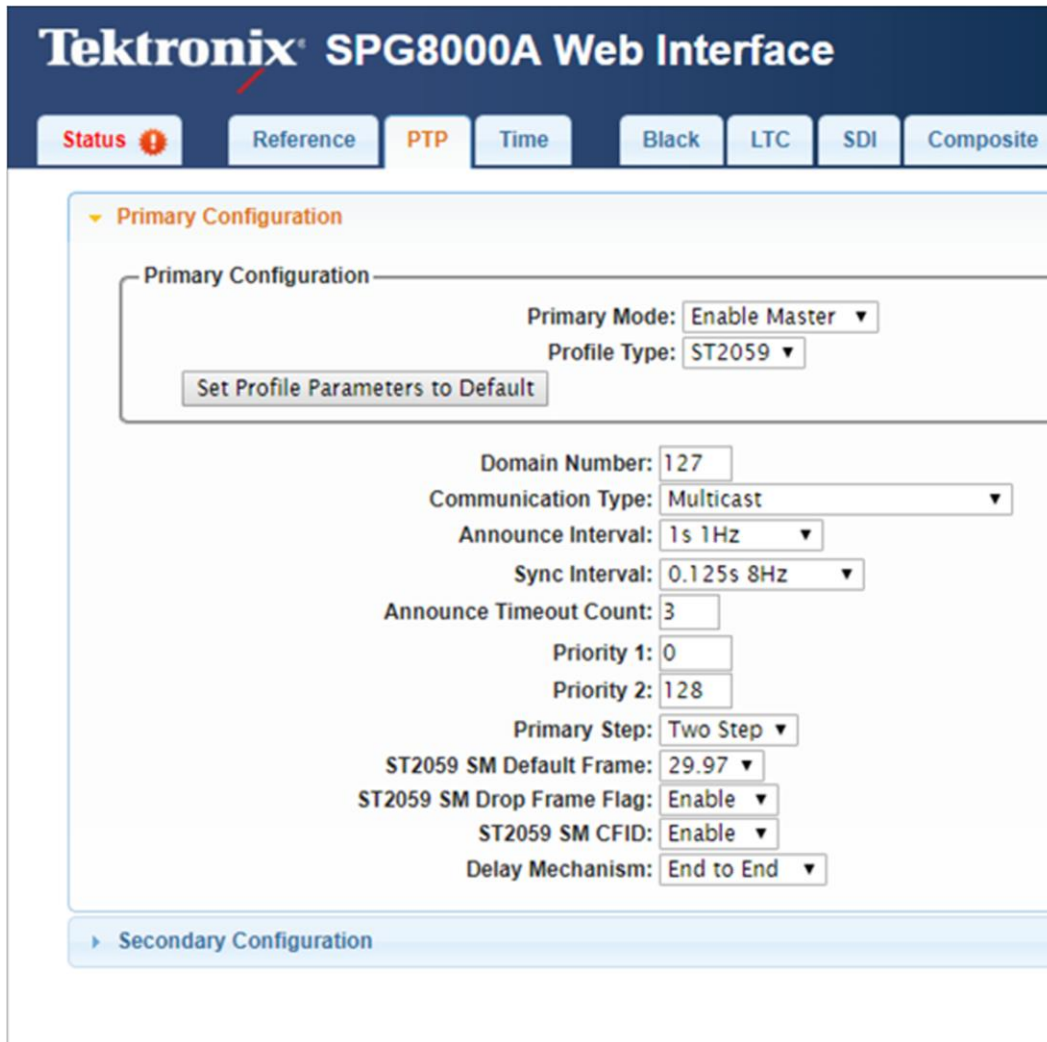 Tektronix SPG8000A Web Interface
Status Reference PTP Time Black LTC SDI Composite
Primary Configuration
Primary Configuration
Primary Mode: Enable Master
Profile Type: ST2059
Set Profile Parameters to Default
Domain Number: 127
Communication Type: Multicast
Announce Interval: 1s 1Hz
Sync Interval: 0.125s 8Hz
Announce Timeout Count: 3
Priority 1: 0
Priority 2: 128
Primary Step: Two Step
ST2059 SM Default Frame: 29.97
ST2059 SM Drop Frame Flag: Enable
ST2059 SM CFID: Enable
Delay Mechanism: End to End
Secondary Configuration